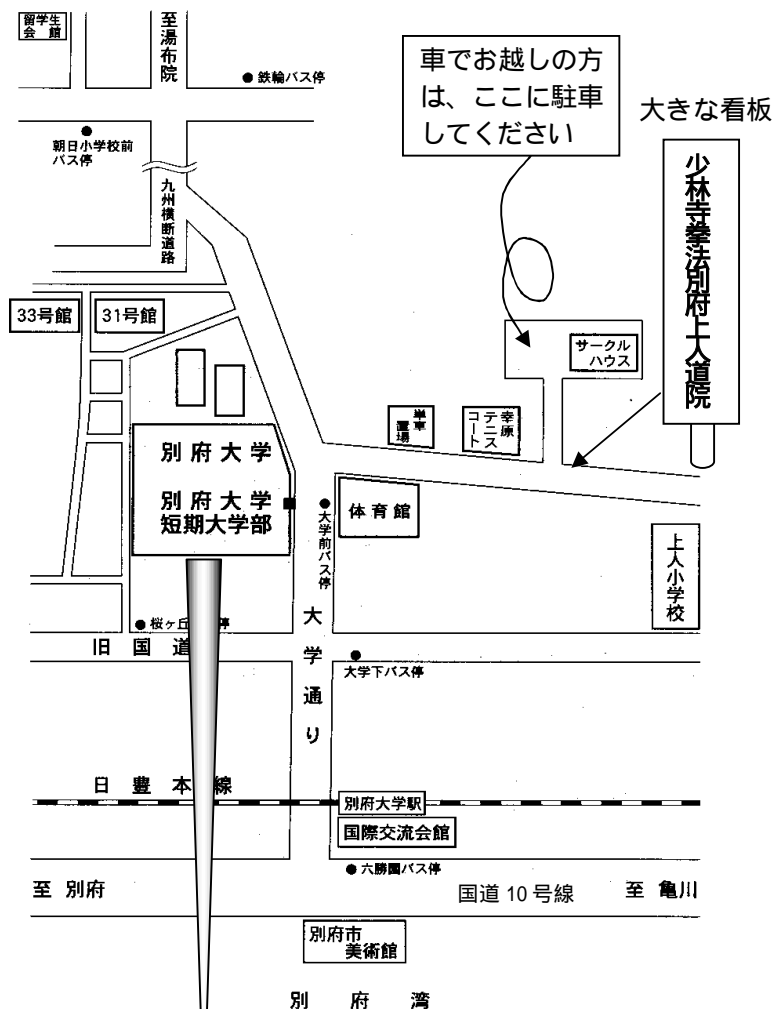 留学生
会館
至湯布院
● 鉄輪バス停
車でお越しの方
は、ここに駐車
してください
大きな看板
少林寺拳法別府上人道院
朝日小学校前
バス停
九州横断道路
33号館
31号館
サークル
ハウス
単車
置場
幸原
テニス
コート
別府大学
別府大学
短期大学部
大学前バス停
体育館
上人小学校
● 桜ヶ丘
停
旧国道
大学通り
大学下バス停
日豊本線
別府大学駅
国際交流会館
● 六勝園バス停
至 別府
国道 10 号線
至 亀川
別府市
美術館
別府湾